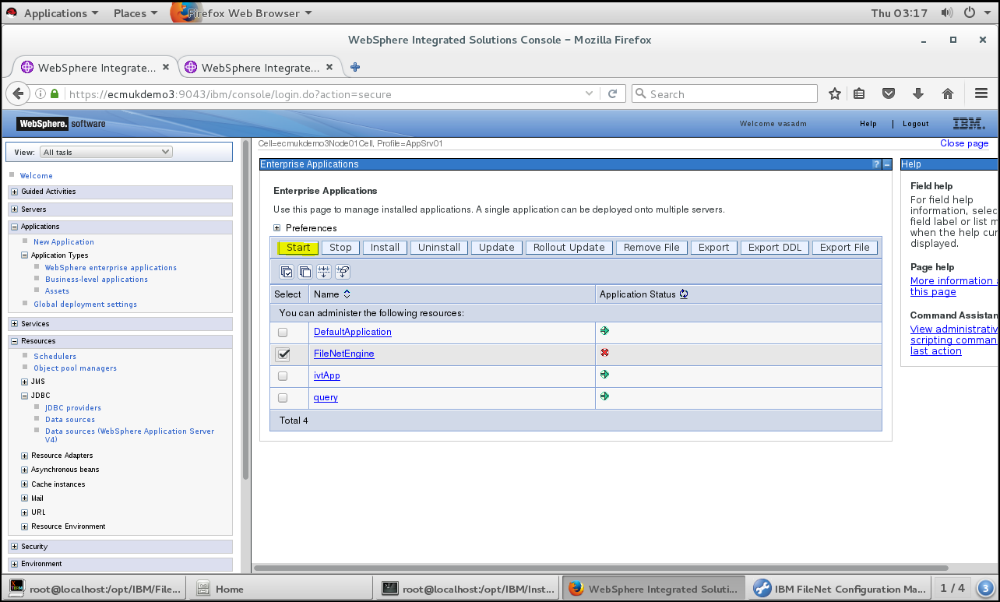 Applications Places Firefox Web Browser Thu 03:17
WebSphere Integrated Solutions Console – Mozilla Firefox
WebSphere Integrate... WebSphere Integrate...
https://ecmukdemo3:9043/ibm/console/login.do?action=secure Search
WebSphere. software Welcome wasadm Help Logout IBM.
View: All tasks
Welcome
Guided Activities
Servers
Applications
New Application
Application Types
WebSphere enterprise applications
Business-level applications
Assets
Global deployment settings
Services
Resources
Schedulers
Object pool managers
JMS
JDBC
JDBC providers
Data sources
Data sources (WebSphere Application Server
V4)
Resource Adapters
Asynchronous beans
Cache instances
Mail
URL
Resource Environment
Security
Environment
Cell=ecmukdemo3Node01Cell, Profile=AppSrv01 Close page
Enterprise Applications ? –
Enterprise Applications
Use this page to manage installed applications. A single application can be deployed onto multiple servers.
Preferences
Start Stop Install Uninstall Update Rollout Update Remove File Export Export DDL Export File
Select Name Application Status
You can administer the following resources:
DefaultApplication
FileNetEngine
ivtApp
query
Total 4
Help
Field help
For field help
information, selec
field label or list m
when the help cu
displayed.
Page help
More information a
this page
Command Assistan
View administrativ
scripting comman
last action
root@localhost:/opt/IBM/File... Home root@localhost:/opt/IBM/Inst... WebSphere Integrated Soluti... IBM FileNet Configuration Ma... 1 / 4 3